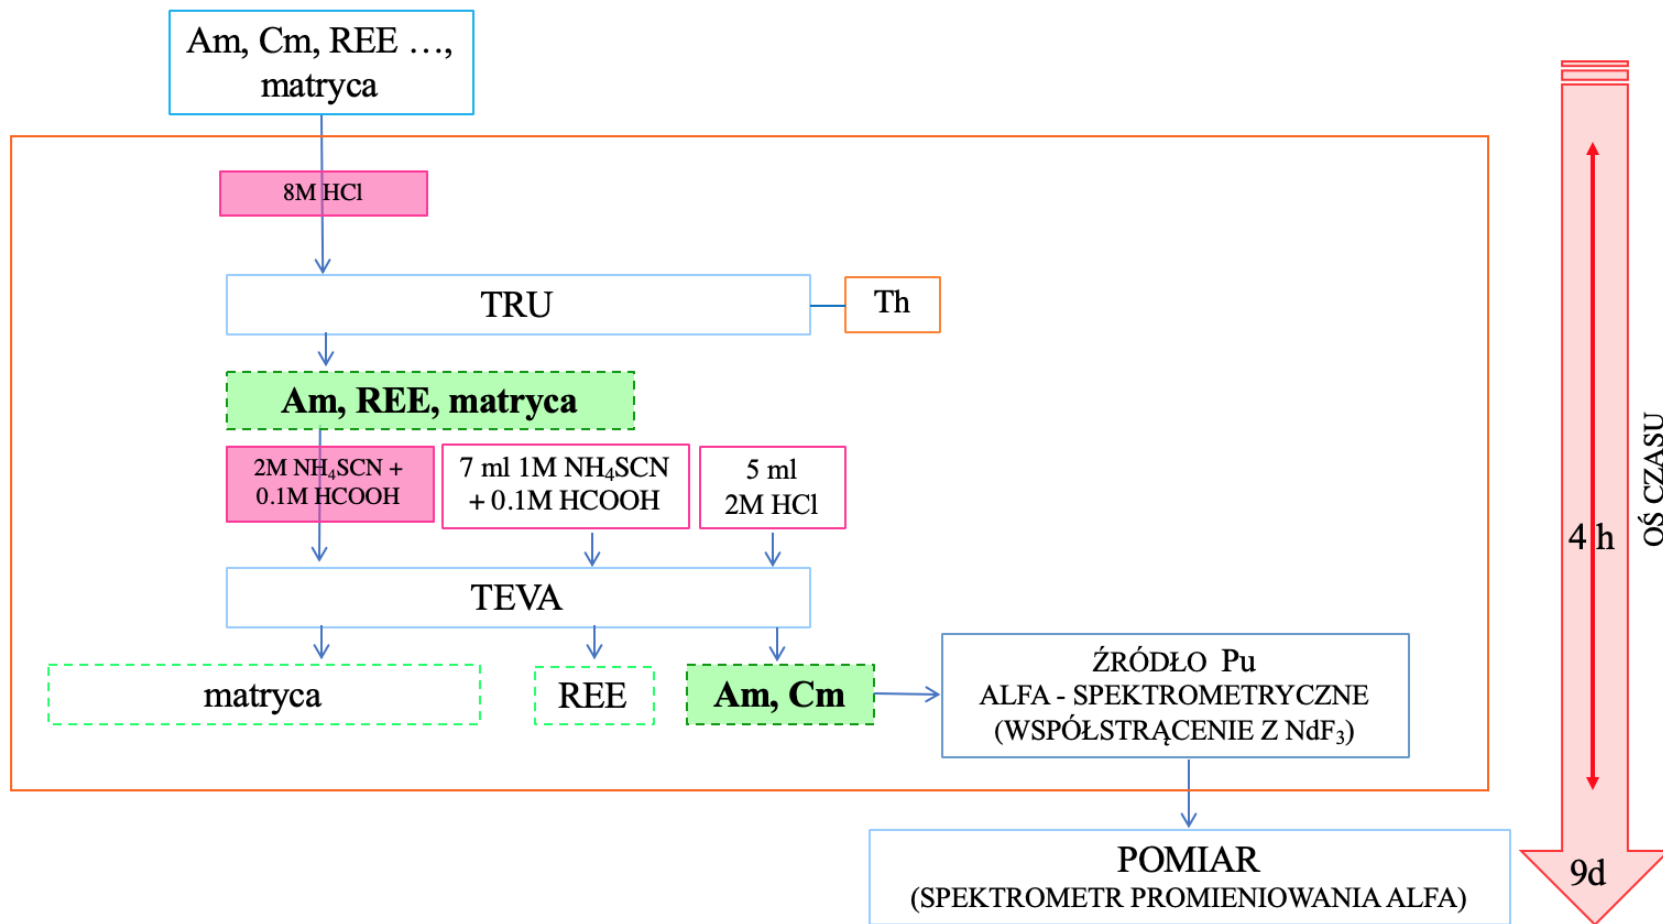 Am, Cm, REE …,
matryca
8M HCl
TRU
Th
Am, REE, matryca
2M NH₄SCN +
0.1M HCOOH
7 ml 1M NH₄SCN
+ 0.1M HCOOH
5 ml
2M HCl
TEVA
matryca
REE
Am, Cm
ŹRÓDŁO Pu
ALFA - SPEKTROMETRYCZNE
(WSPÓŁSTRĄCENIE Z NdF₃)
POMIAR
(SPEKTROMETR PROMIENIOWANIA ALFA)
4 h
OŚ CZASU
9d